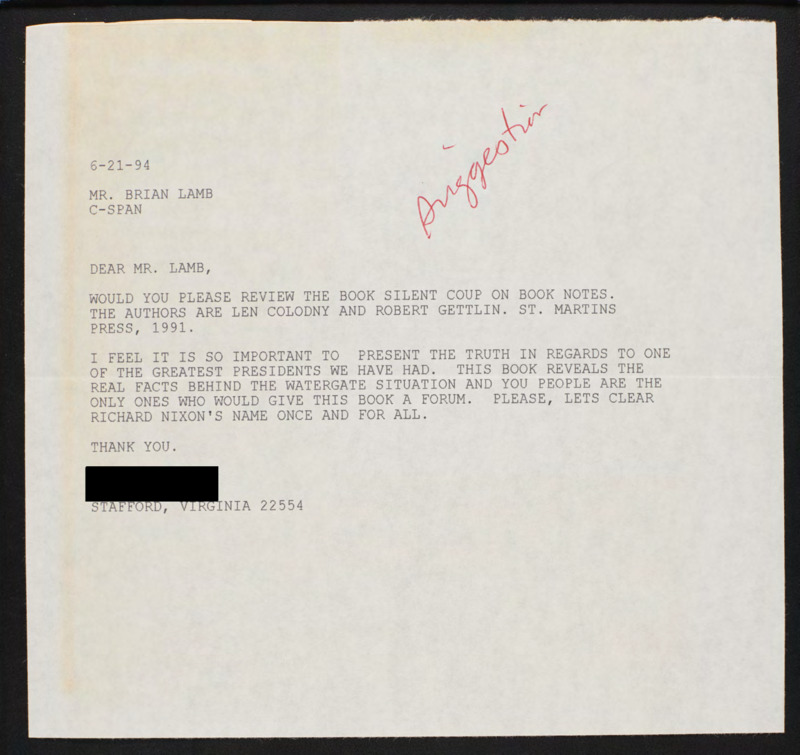 Suggestion
6-21-94
MR. BRIAN LAMB
C-SPAN
DEAR MR. LAMB,
WOULD YOU PLEASE REVIEW THE BOOK SILENT COUP ON BOOK NOTES.
THE AUTHORS ARE LEN COLODNY AND ROBERT GETTLIN. ST. MARTINS
PRESS, 1991.
I FEEL IT IS SO IMPORTANT TO  PRESENT THE TRUTH IN REGARDS TO ONE
OF THE GREATEST PRESIDENTS WE HAVE HAD.  THIS BOOK REVEALS THE
REAL FACTS BEHIND THE WATERGATE SITUATION AND YOU PEOPLE ARE THE
ONLY ONES WHO WOULD GIVE THIS BOOK A FORUM.  PLEASE, LETS CLEAR
RICHARD NIXON'S NAME ONCE AND FOR ALL.
THANK YOU.
STAFFORD, VIRGINIA 22554